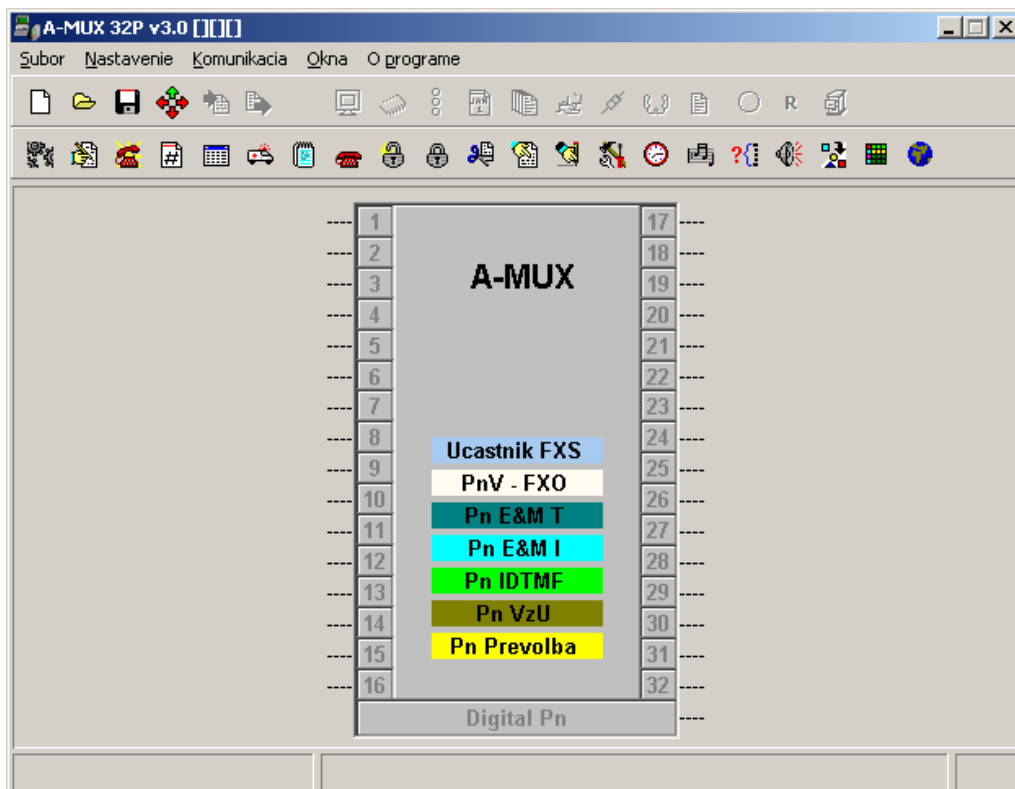 A-MUX 32P v3.0 [][][]
Subor Nastavenie Komunikacia Okna O programe
R
#
?{
---- 1 17 ----
---- 2 18 ----
A-MUX
---- 3 19 ----
---- 4 20 ----
---- 5 21 ----
---- 6 22 ----
---- 7 23 ----
---- 8 24 ----
Ucastnik FXS
---- 9 25 ----
PnV - FXO
---- 10 26 ----
Pn E&M T
---- 11 27 ----
Pn E&M I
---- 12 28 ----
Pn IDTMF
---- 13 29 ----
Pn VzU
---- 14 30 ----
Pn Prevolba
---- 15 31 ----
---- 16 32 ----
Digital Pn ----